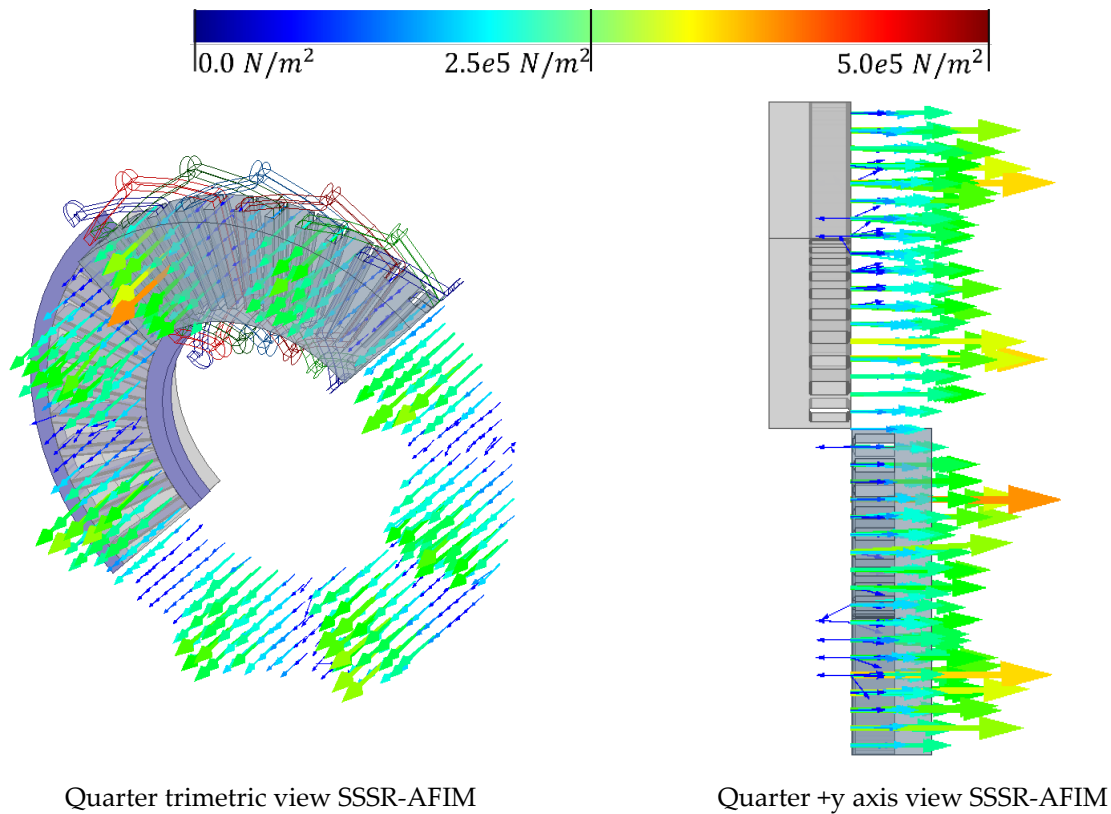 0.0 N/m² 2.5e5 N/m² 5.0e5 N/m²
Quarter trimetric view SSSR-AFIM Quarter +y axis view SSSR-AFIM